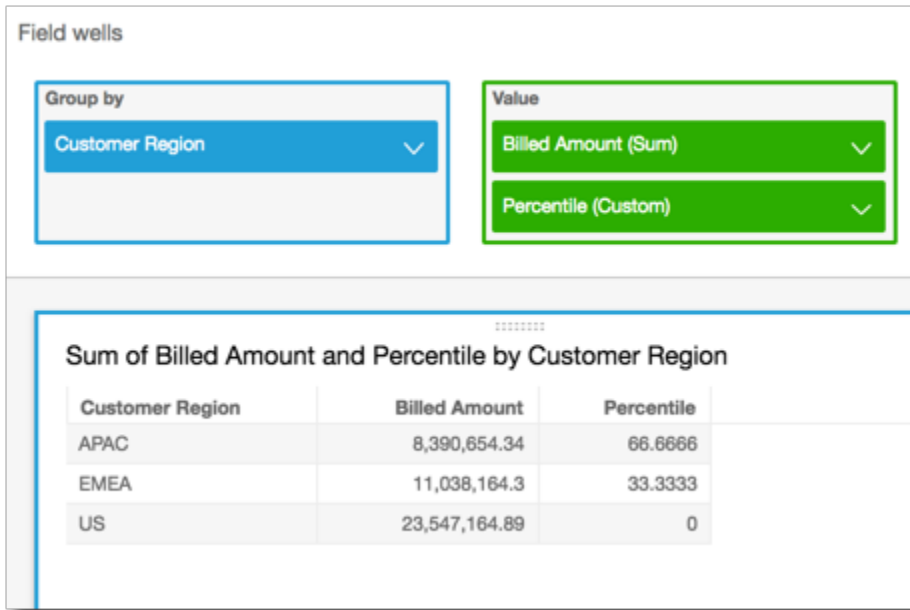 Field wells
Group by
Customer Region
Value
Billed Amount (Sum)
Percentile (Custom)
Sum of Billed Amount and Percentile by Customer Region
Customer Region Billed Amount Percentile
APAC 8,390,654.34 66.6666
EMEA 11,038,164.3 33.3333
US 23,547,164.89 0